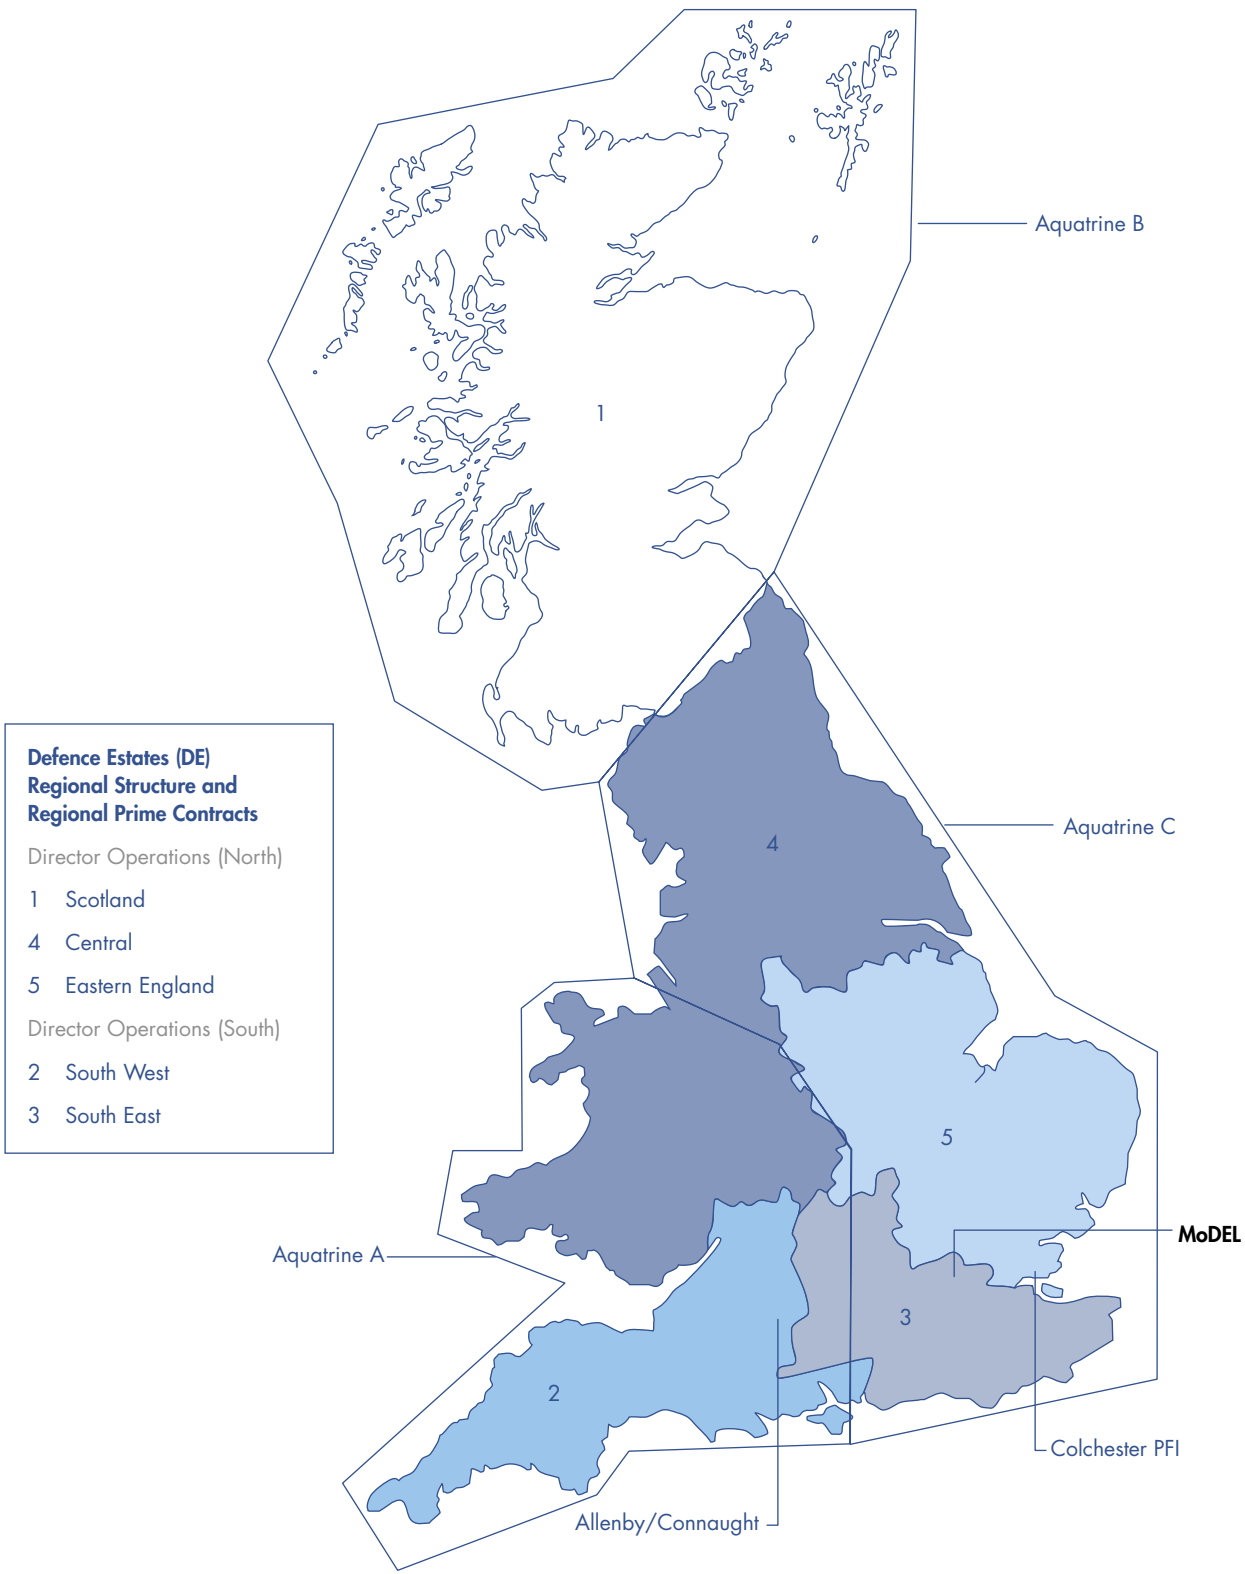 Aquatrine B
1
Defence Estates (DE)
Regional Structure and
Regional Prime Contracts
Director Operations (North)
1 Scotland
4 Central
5 Eastern England
Director Operations (South)
2 South West
3 South East
Aquatrine C
4
5
MoDEL
Aquatrine A
3
2
Colchester PFI
Allenby/Connaught